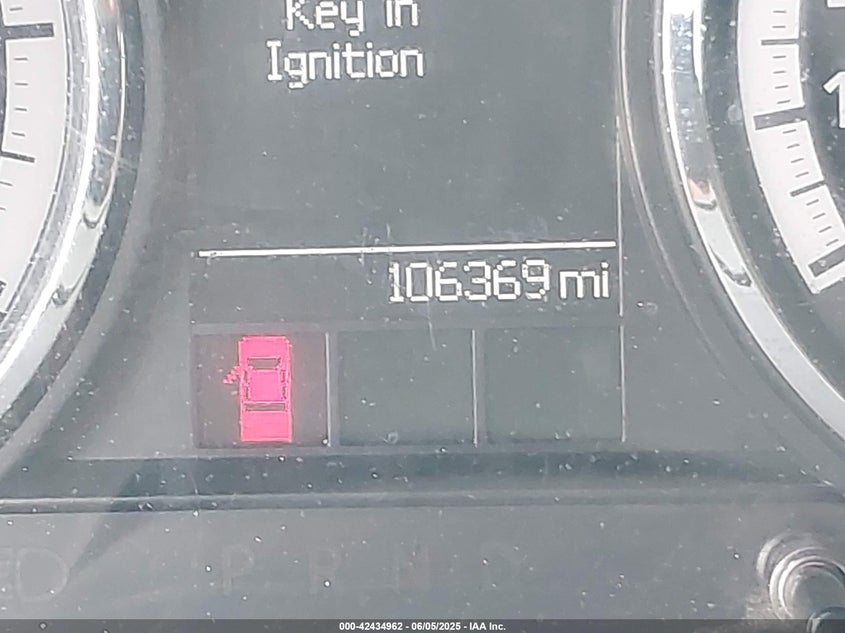 Key in
Ignition
106369 mi
P R N D
000-42434962 - 06/05/2025 - IAA Inc.